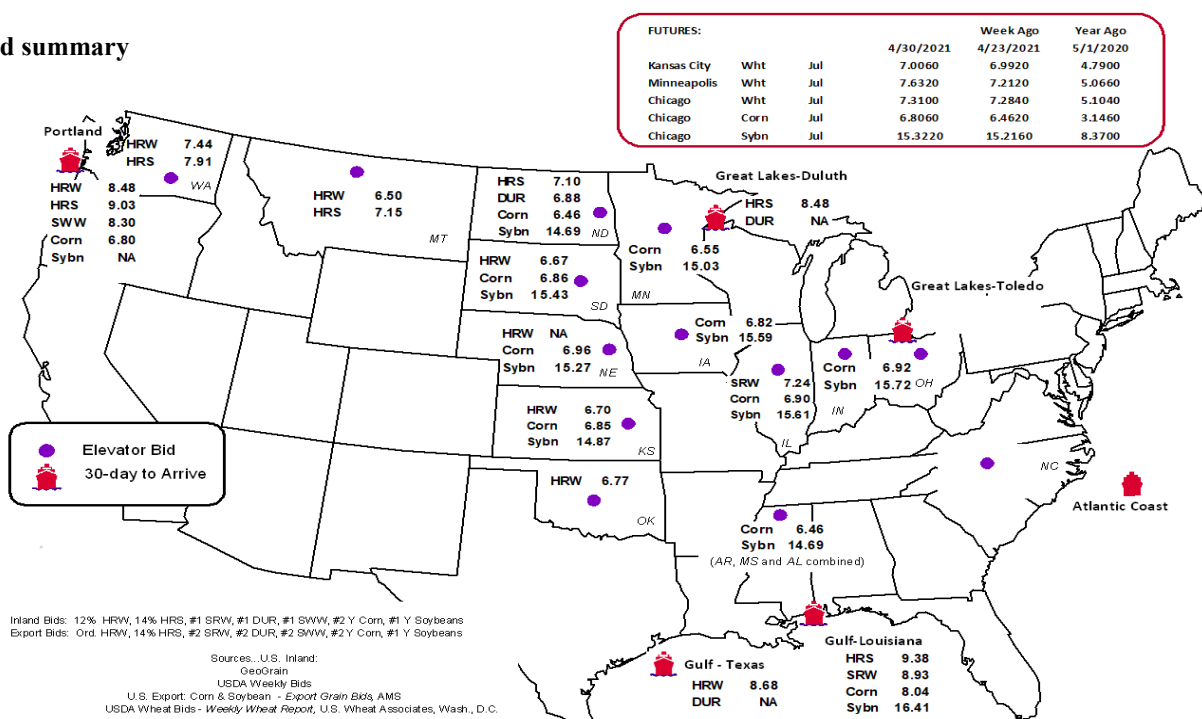 d summary
FUTURES: Week Ago Year Ago
4/30/2021 4/23/2021 5/1/2020
Kansas City Wht Jul 7.0060 6.9920 4.7900
Minneapolis Wht Jul 7.6320 7.2120 5.0660
Chicago Wht Jul 7.3100 7.2840 5.1040
Chicago Corn Jul 6.8060 6.4620 3.1460
Chicago Sybn Jul 15.3220 15.2160 8.3700
Portland
HRW 7.44
HRS 7.91
WA
HRW 8.48
HRS 9.03
SWW 8.30
Corn 6.80
Sybn NA
HRW 6.50
HRS 7.15
MT
HRS 7.10
DUR 6.88
Corn 6.46
Sybn 14.69
ND
Great Lakes-Duluth
HRS 8.48
DUR NA
Corn 6.55
Sybn 15.03
MN
HRW 6.67
Corn 6.86
Sybn 15.43
SD
Great Lakes-Toledo
HRW NA
Corn 6.96
Sybn 15.27
NE
Corn 6.82
Sybn 15.59
IA
SRW 7.24
Corn 6.90
Sybn 15.61
IL
Corn 6.92
Sybn 15.72
OH
IN
HRW 6.70
Corn 6.85
Sybn 14.87
KS
Elevator Bid
30-day to Arrive
HRW 6.77
OK
NC
Atlantic Coast
Corn 6.46
Sybn 14.69
(AR, MS and AL combined)
Gulf-Louisiana
HRS 9.38
SRW 8.93
Corn 8.04
Sybn 16.41
Gulf - Texas
HRW 8.68
DUR NA
Inland Bids: 12% HRW, 14% HRS, #1 SRW, #1 DUR, #1 SWW, #2 Y Corn, #1 Y Soybeans
Export Bids: Ord. HRW, 14% HRS, #2 SRW, #2 DUR, #2 SWW, #2 Y Corn, #1 Y Soybeans
Sources...U.S. Inland:
GeoGrain
USDA Weekly Bids
U.S. Export: Corn & Soybean - Export Grain Bids, AMS
USDA Wheat Bids - Weekly Wheat Report, U.S. Wheat Associates, Wash., D.C.